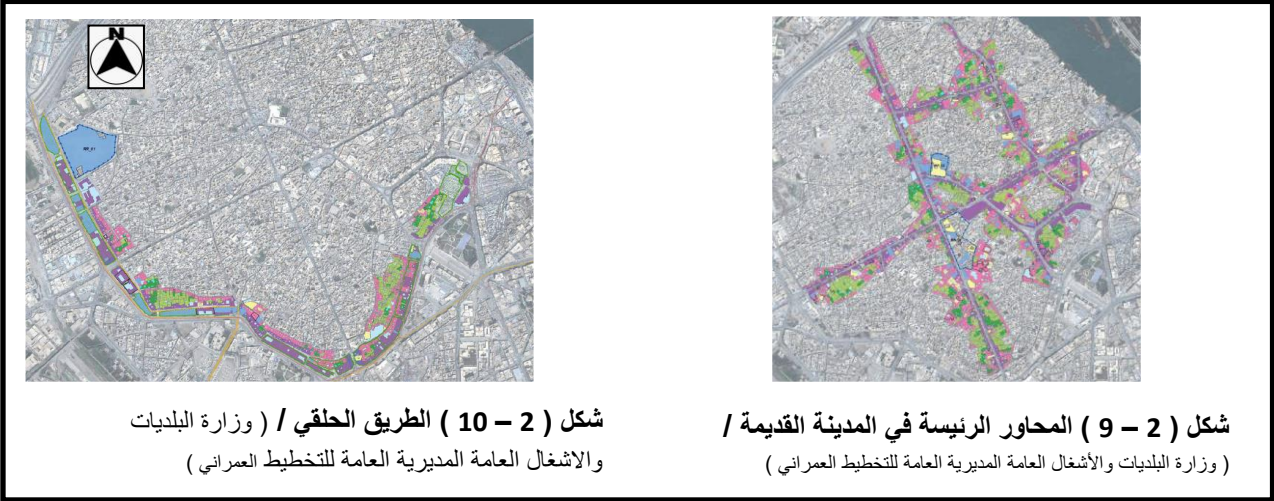 N
شكل ( 2 – 9 ) المحاور الرئيسة في المدينة القديمة /
( وزارة البلديات والأشغال العامة المديرية العامة للتخطيط العمراني )
شكل ( 2 – 10 ) الطريق الحلقي / ( وزارة البلديات
والاشغال العامة المديرية العامة للتخطيط العمراني )